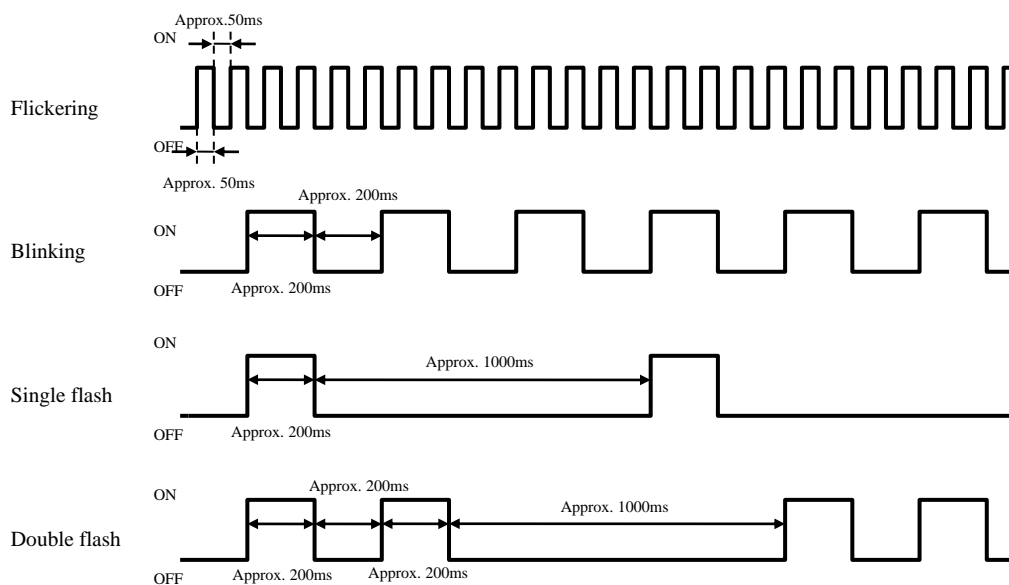 Approx.50ms
ON
Flickering
OFF
Approx. 50ms
Approx. 200ms
ON
Blinking
OFF
Approx. 200ms
ON
Approx. 1000ms
Single flash
OFF
Approx. 200ms
ON
Approx. 200ms
Approx. 1000ms
Double flash
OFF
Approx. 200ms
Approx. 200ms